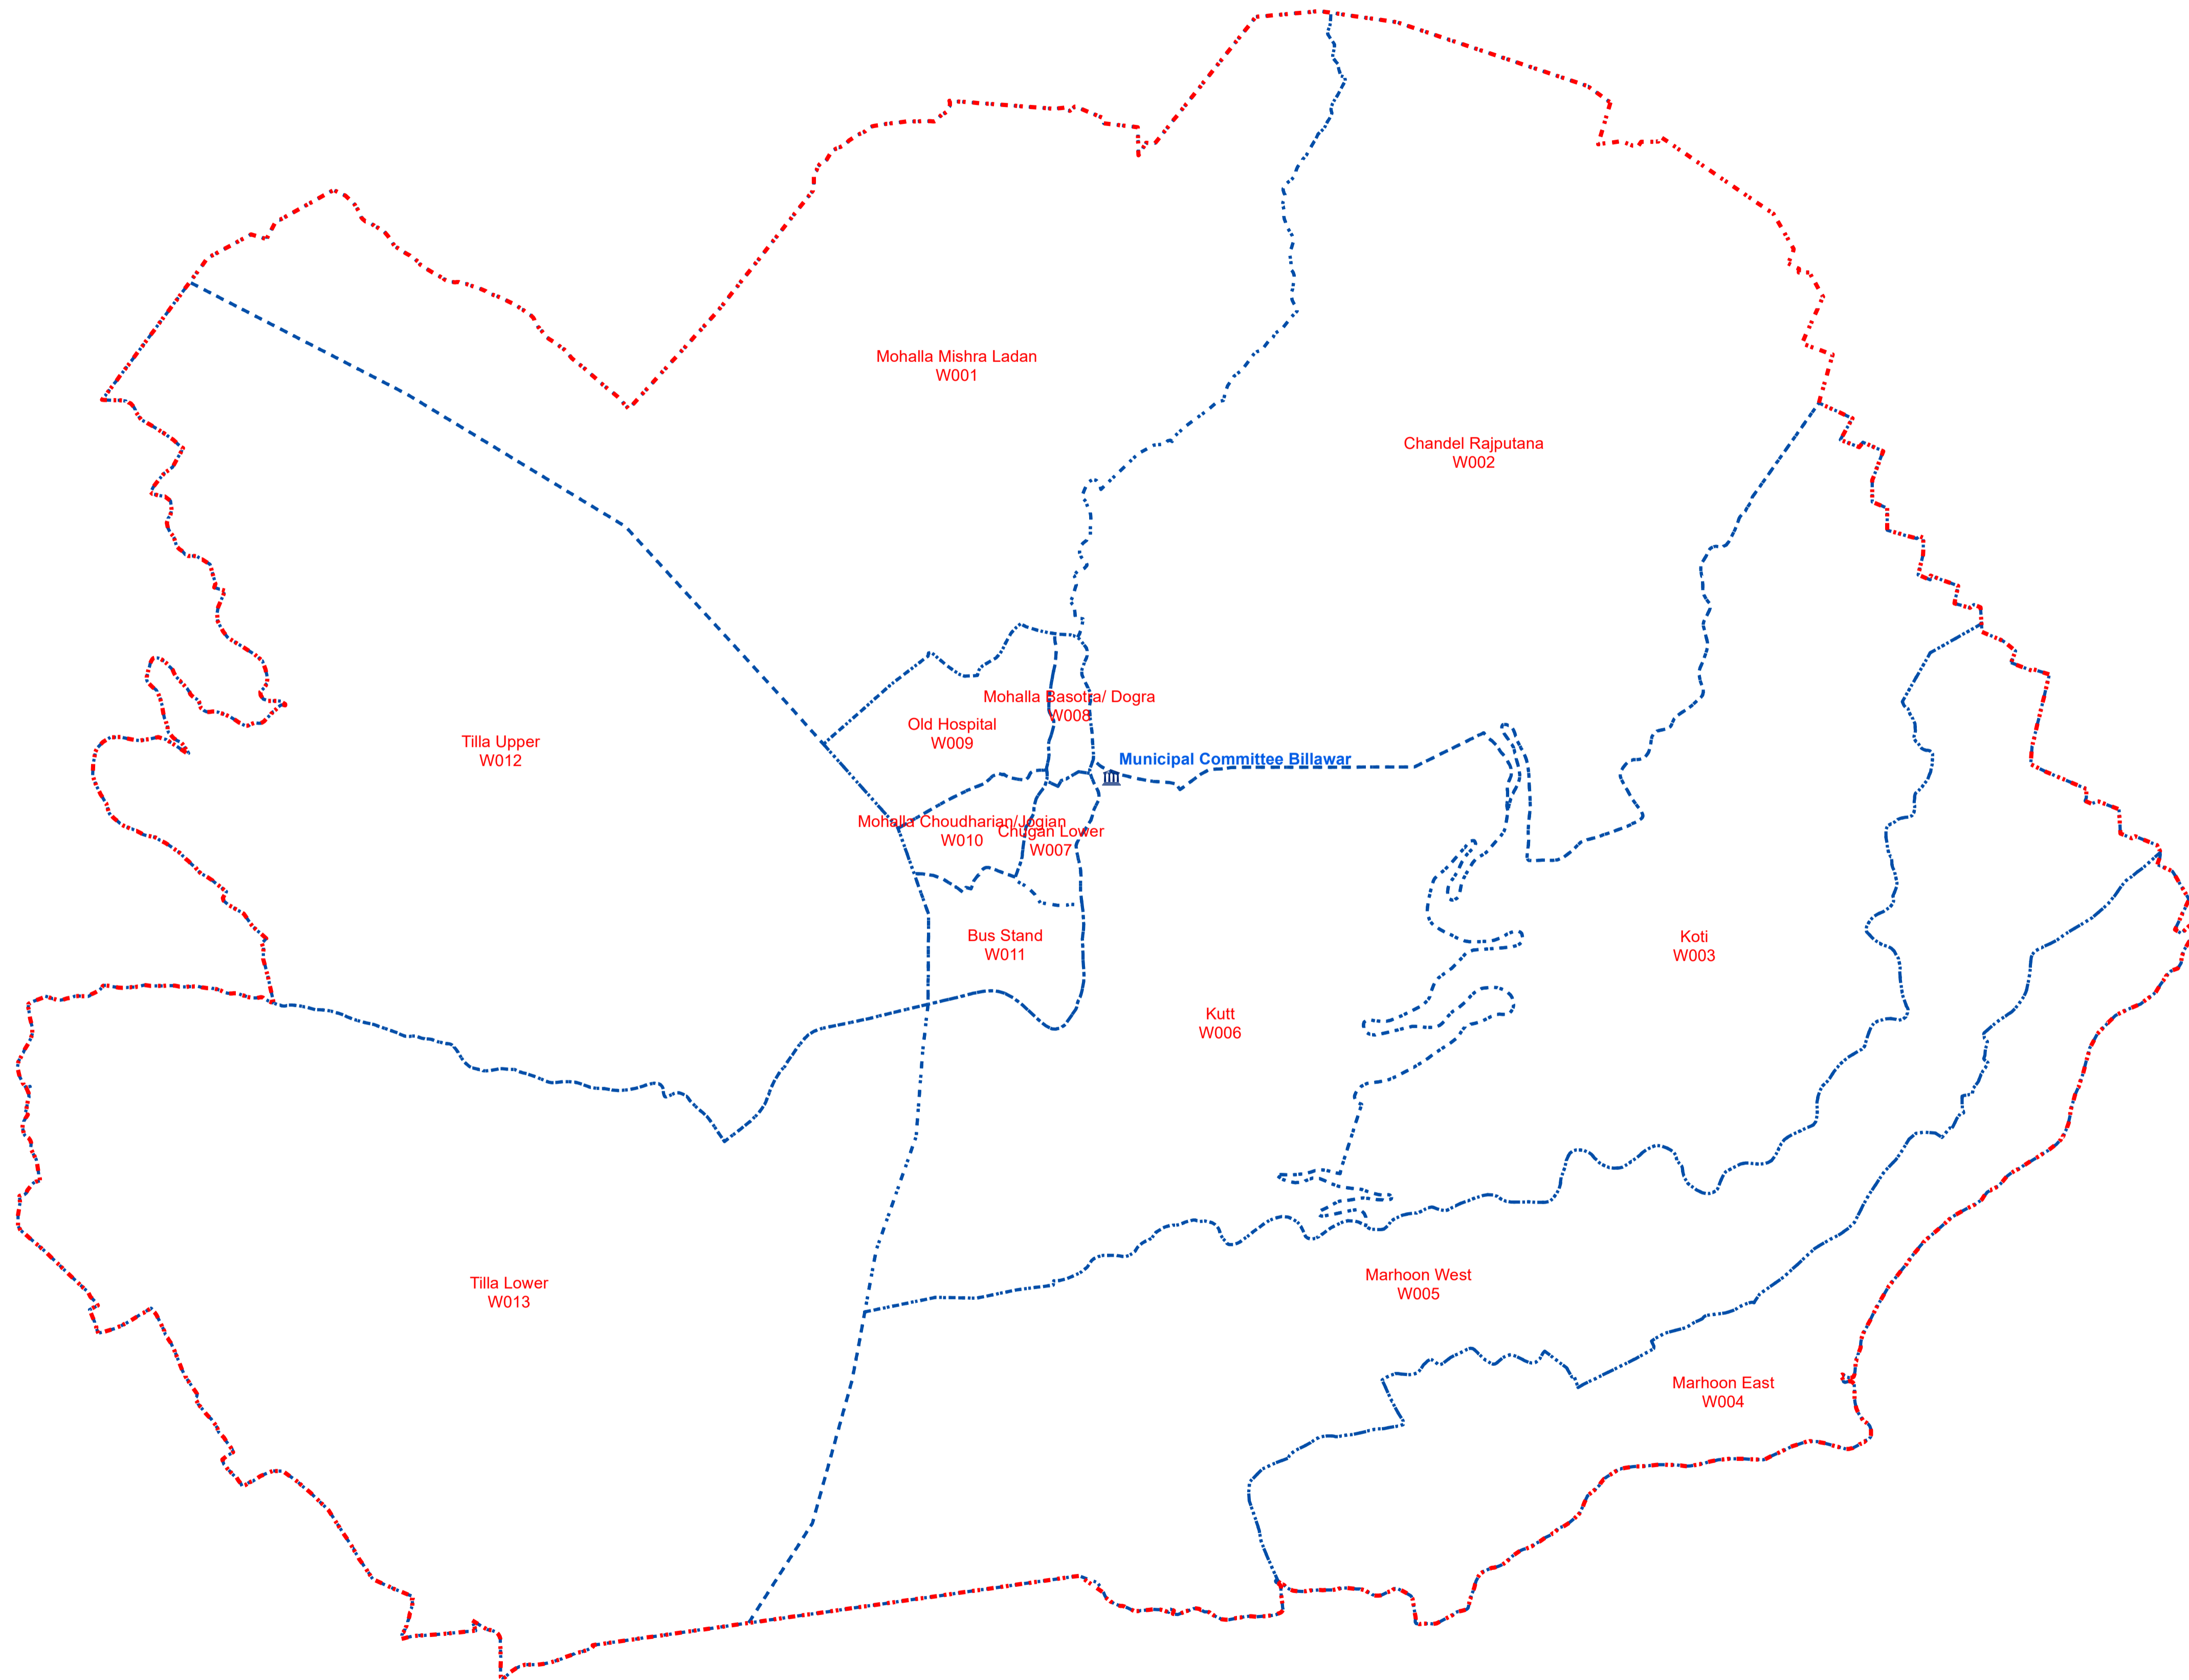 Mohalla Mishra Ladan
W001
Chandel Rajputana
W002
Mohalla Basotra/ Dogra
W008
Old Hospital
W009
Tilla Upper
W012
Municipal Committee Billawar
Mohalla Choudharian/Jogian
W010
Chugan Lower
W007
Bus Stand
W011
Koti
W003
Kutt
W006
Tilla Lower
W013
Marhoon West
W005
Marhoon East
W004